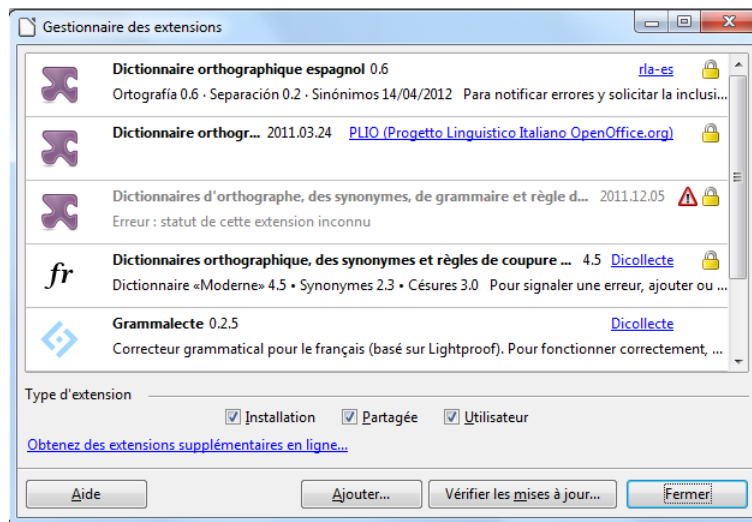 Gestionnaire des extensions
Dictionnaire orthographique espagnol 0.6 rla-es
Ortografía 0.6 · Separación 0.2 · Sinónimos 14/04/2012 Para notificar errores y solicitar la inclusi...
Dictionnaire orthogr... 2011.03.24 PLIO (Progetto Linguistico Italiano OpenOffice.org)
Dictionnaires d'orthographe, des synonymes, de grammaire et règle d... 2011.12.05
Erreur : statut de cette extension inconnu
fr
Dictionnaires orthographique, des synonymes et règles de coupure ... 4.5 Dicollecte
Dictionnaire «Moderne» 4.5 • Synonymes 2.3 • Césures 3.0 Pour signaler une erreur, ajouter ou ...
Grammalecte 0.2.5 Dicollecte
Correcteur grammatical pour le français (basé sur Lightproof). Pour fonctionner correctement, ...
Type d'extension
Installation Partagée Utilisateur
Obtenez des extensions supplémentaires en ligne...
Aide Ajouter... Vérifier les mises à jour... Fermer